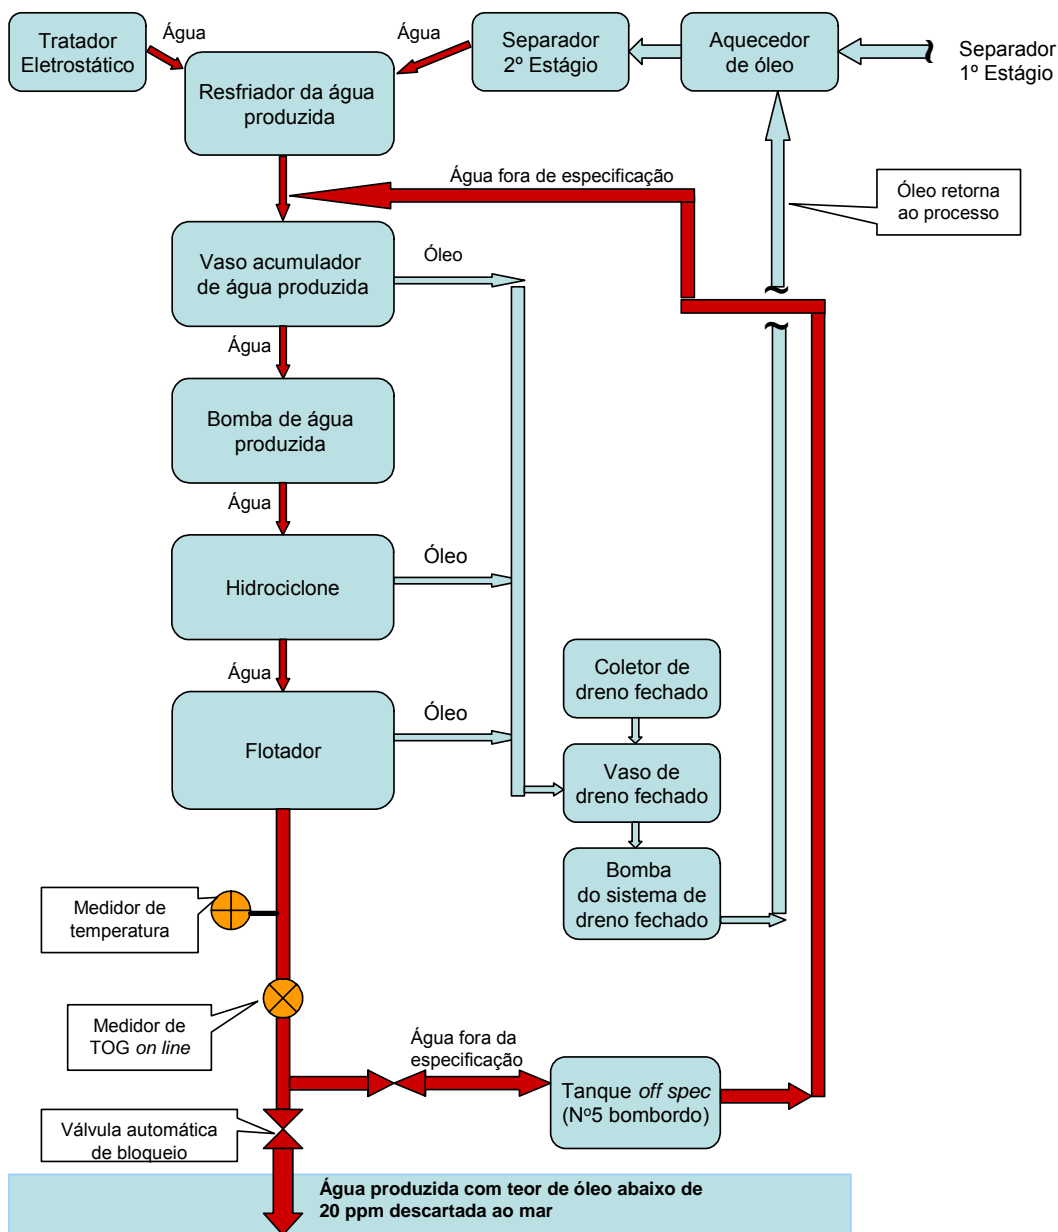 Tratador
Eletrostático
Água
Resfriador da água
produzida
Água
Separador
2º Estágio
Aquecedor
de óleo
Separador
1º Estágio
Água fora de especificação
Óleo retorna
ao processo
Vaso acumulador
de água produzida
Óleo
Água
Bomba de água
produzida
Água
Hidrociclone
Óleo
Água
Flotador
Óleo
Coletor de
dreno fechado
Vaso de
dreno fechado
Bomba
do sistema de
dreno fechado
Medidor de
temperatura
Medidor de
TOG on line
Água fora da
especificação
Tanque off spec
(Nº5 bombordo)
Válvula automática
de bloqueio
Água produzida com teor de óleo abaixo de
20 ppm descartada ao mar